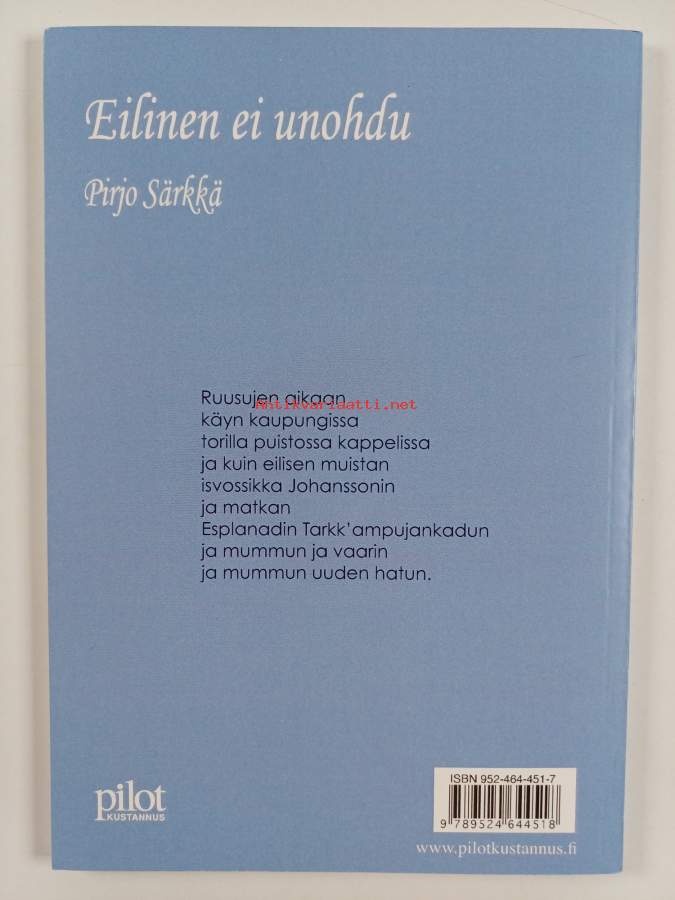 Eilinen ei unohdu
Pirjo Särkkä
Ruusujen aikaan
Antikvariaatti.net
käyn kaupungissa
torilla puistossa kappelissa
ja kuin eilisen muistan
isvossikka Johanssonin
ja matkan
Esplanadin Tarkk'ampujankadun
ja mummun ja vaarin
ja mummun uuden hatun.
pilot
KUSTANNUS
ISBN 952-464-451-7
9 789524 644518
www.pilotkustannus.fi